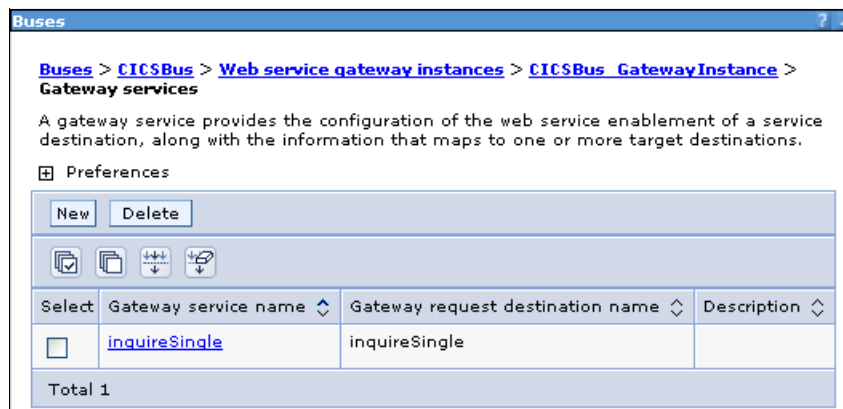 Buses
?
Buses > CICSBus > Web service gateway instances > CICSBus_GatewayInstance >
Gateway services
A gateway service provides the configuration of the web service enablement of a service
destination, along with the information that maps to one or more target destinations.
Preferences
New Delete
Select Gateway service name Gateway request destination name Description
inquireSingle inquireSingle
Total 1